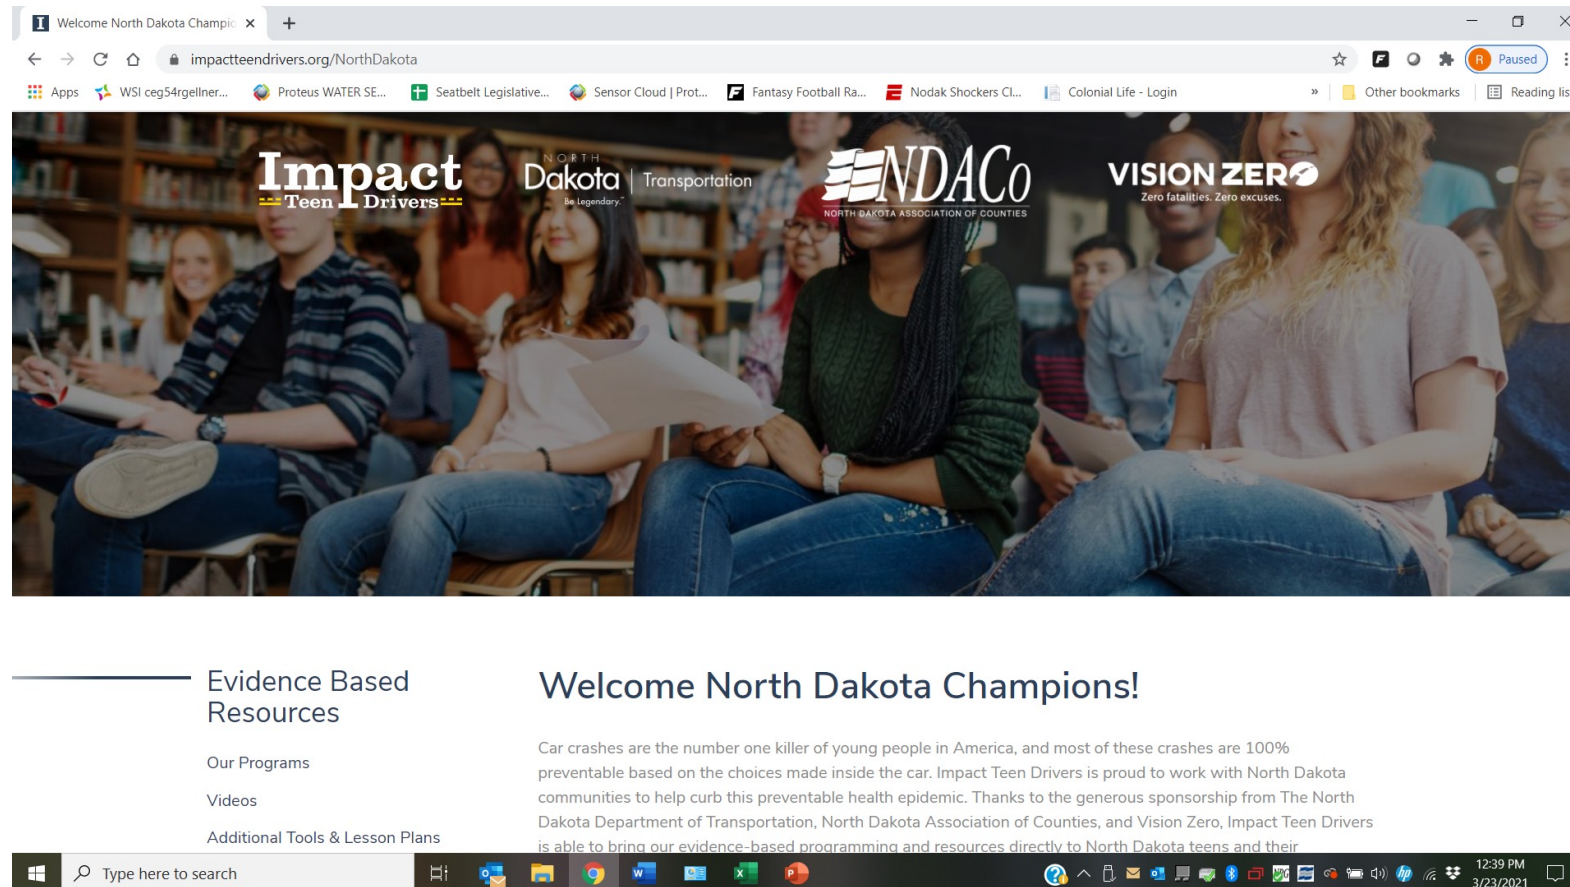 Welcome North Dakota Champio
impactteendrivers.org/NorthDakota
R Paused
Apps WSI ceg54rgellner... Proteus WATER SE... Seatbelt Legislative... Sensor Cloud | Prot... Fantasy Football Ra... Nodak Shockers Cl... Colonial Life - Login » Other bookmarks Reading lis
Impact
Teen Drivers
NORTH
Dakota | Transportation
Be Legendary.™
NDACo
NORTH DAKOTA ASSOCIATION OF COUNTIES
VISION ZERO
Zero fatalities. Zero excuses.
Evidence Based
Resources
Our Programs
Videos
Additional Tools & Lesson Plans
Welcome North Dakota Champions!
Car crashes are the number one killer of young people in America, and most of these crashes are 100%
preventable based on the choices made inside the car. Impact Teen Drivers is proud to work with North Dakota
communities to help curb this preventable health epidemic. Thanks to the generous sponsorship from The North
Dakota Department of Transportation, North Dakota Association of Counties, and Vision Zero, Impact Teen Drivers
is able to bring our evidence-based programming and resources directly to North Dakota teens and their
Type here to search
12:39 PM
3/23/2021